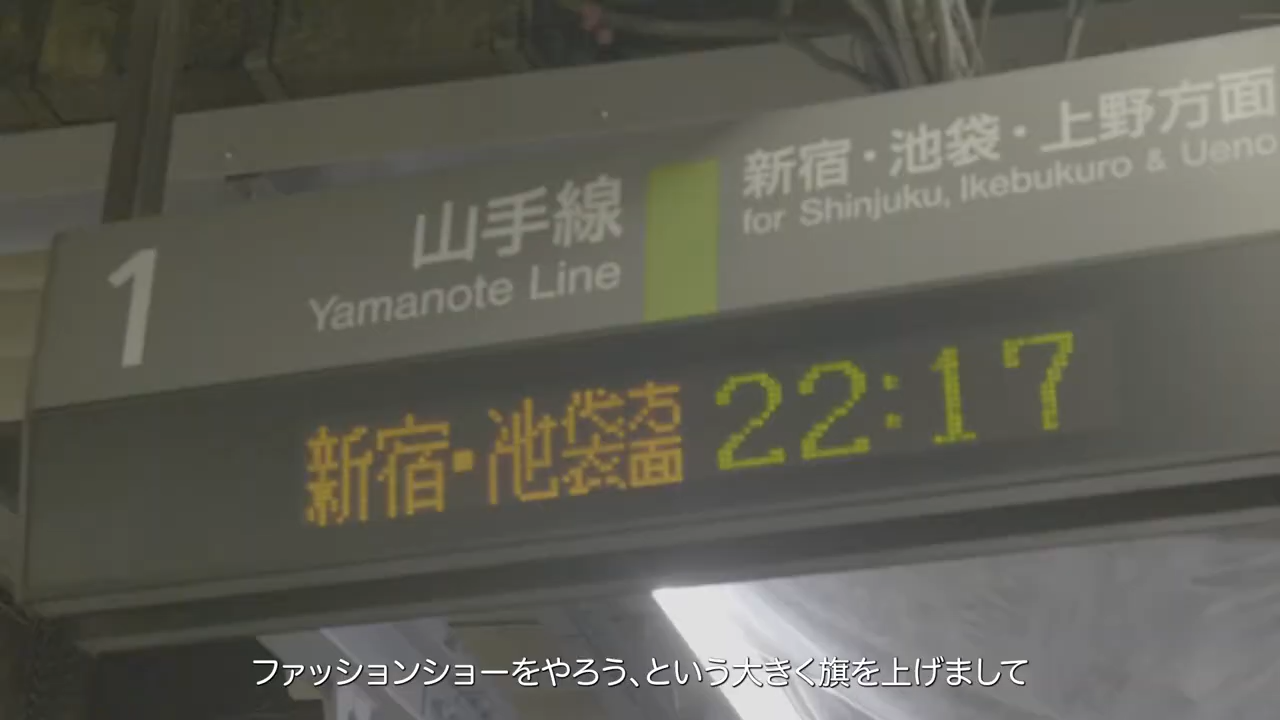 1
山手線
Yamanote Line
新宿・池袋・上野方面
for Shinjuku, Ikebukuro & Ueno
新宿・池袋方面 22:17
ファッションショーをやろう、という大きく旗を上げまして